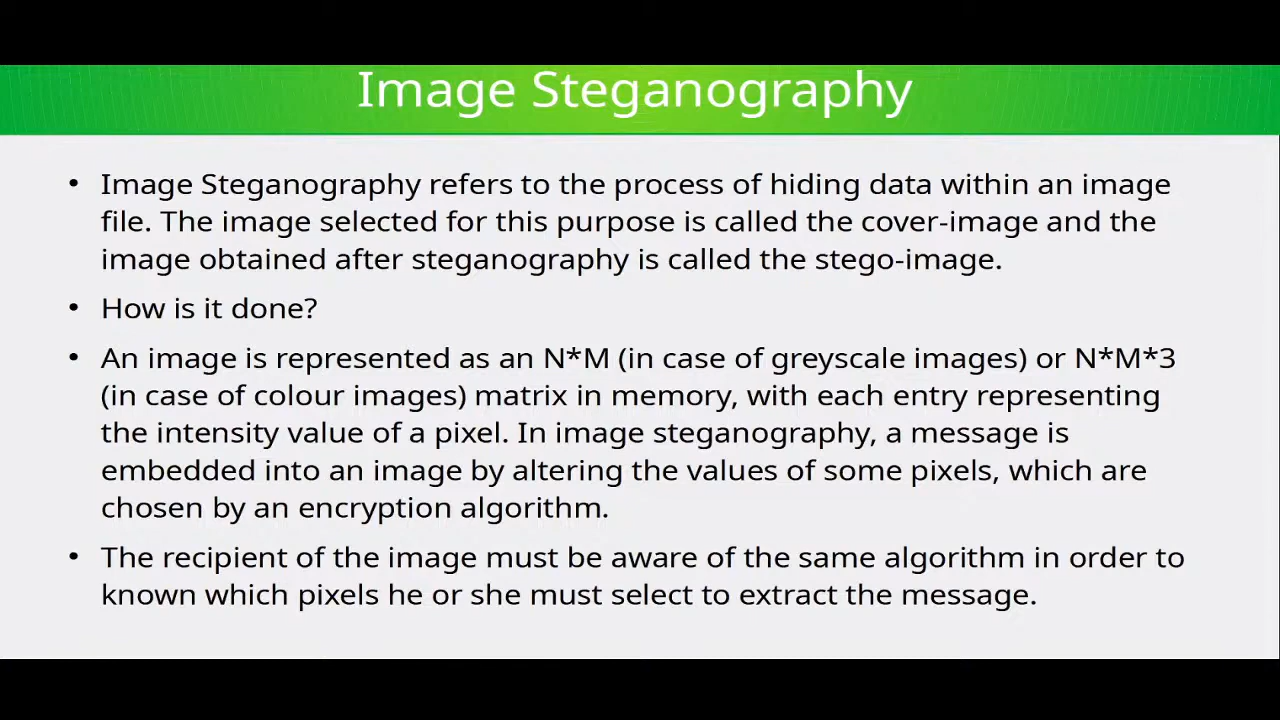 Image Steganography
• Image Steganography refers to the process of hiding data within an image
file. The image selected for this purpose is called the cover-image and the
image obtained after steganography is called the stego-image.
• How is it done?
• An image is represented as an N*M (in case of greyscale images) or N*M*3
(in case of colour images) matrix in memory, with each entry representing
the intensity value of a pixel. In image steganography, a message is
embedded into an image by altering the values of some pixels, which are
chosen by an encryption algorithm.
• The recipient of the image must be aware of the same algorithm in order to
known which pixels he or she must select to extract the message.